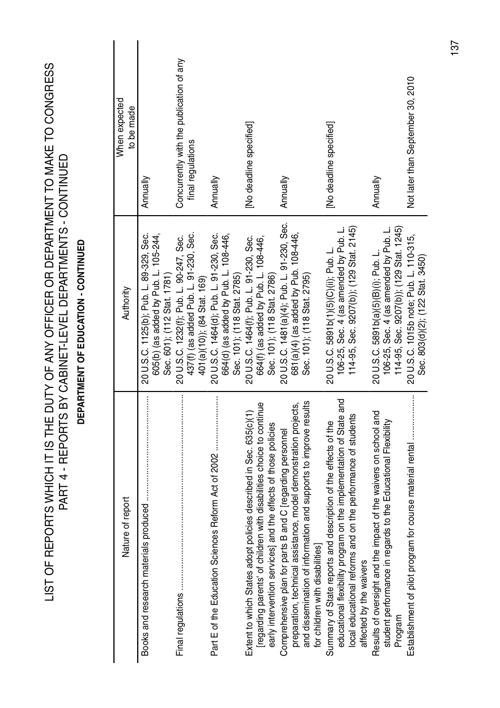 LIST OF REPORTS WHICH IT IS THE DUTY OF ANY OFFICER OR DEPARTMENT TO MAKE TO CONGRESS
PART 4 - REPORTS BY CABINET-LEVEL DEPARTMENTS - CONTINUED
DEPARTMENT OF EDUCATION - CONTINUED
Nature of report
Authority
When expected
to be made
Books and research materials produced
20 U.S.C. 1125(b); Pub. L. 89-329, Sec.
605(b) (as added by Pub. L. 105-244,
Sec. 601); (112 Stat. 1781)
Annually
Final regulations
20 U.S.C. 1232(f); Pub. L. 90-247, Sec.
437(f) (as added Pub. L. 91-230, Sec.
401(a)(10)); (84 Stat. 169)
Concurrently with the publication of any
final regulations
Part E of the Education Sciences Reform Act of 2002
20 U.S.C. 1464(d); Pub. L. 91-230, Sec.
664(d) (as added by Pub. L. 108-446,
Sec. 101); (118 Stat. 2785)
Annually
Extent to which States adopt policies described in Sec. 635(c)(1)
[regarding parents' of children with disabilities choice to continue
early intervention services] and the effects of those policies
20 U.S.C. 1464(f); Pub. L. 91-230, Sec.
664(f) (as added by Pub. L. 108-446,
Sec. 101); (118 Stat. 2786)
[No deadline specified]
Comprehensive plan for parts B and C [regarding personnel
preparation, technical assistance, model demonstration projects,
and dissemination of information and supports to improve results
for children with disabilities]
20 U.S.C. 1481(a)(4); Pub. L. 91-230, Sec.
681(a)(4) (as added by Pub. L. 108-446,
Sec. 101); (118 Stat. 2795)
Annually
Summary of State reports and description of the effects of the
educational flexibility program on the implementation of State and
local educational reforms and on the performance of students
affected by the waivers
20 U.S.C. 5891b(1)(5)(C)(ii); Pub. L.
106-25, Sec. 4 (as amended by Pub. L.
114-95, Sec. 9207(b)); (129 Stat. 2145)
[No deadline specified]
Results of oversight and the impact of the waivers on school and
student performance in regards to the Educational Flexibility
Program
20 U.S.C. 5891b(a)(5)(B)(i); Pub. L.
106-25, Sec. 4 (as amended by Pub. L.
114-95, Sec. 9207(b)); (129 Stat. 1245)
Annually
Establishment of pilot program for course material rental
20 U.S.C. 1015b note; Pub. L. 110-315,
Sec. 803(d)(2); (122 Stat. 3450)
Not later than September 30, 2010
137